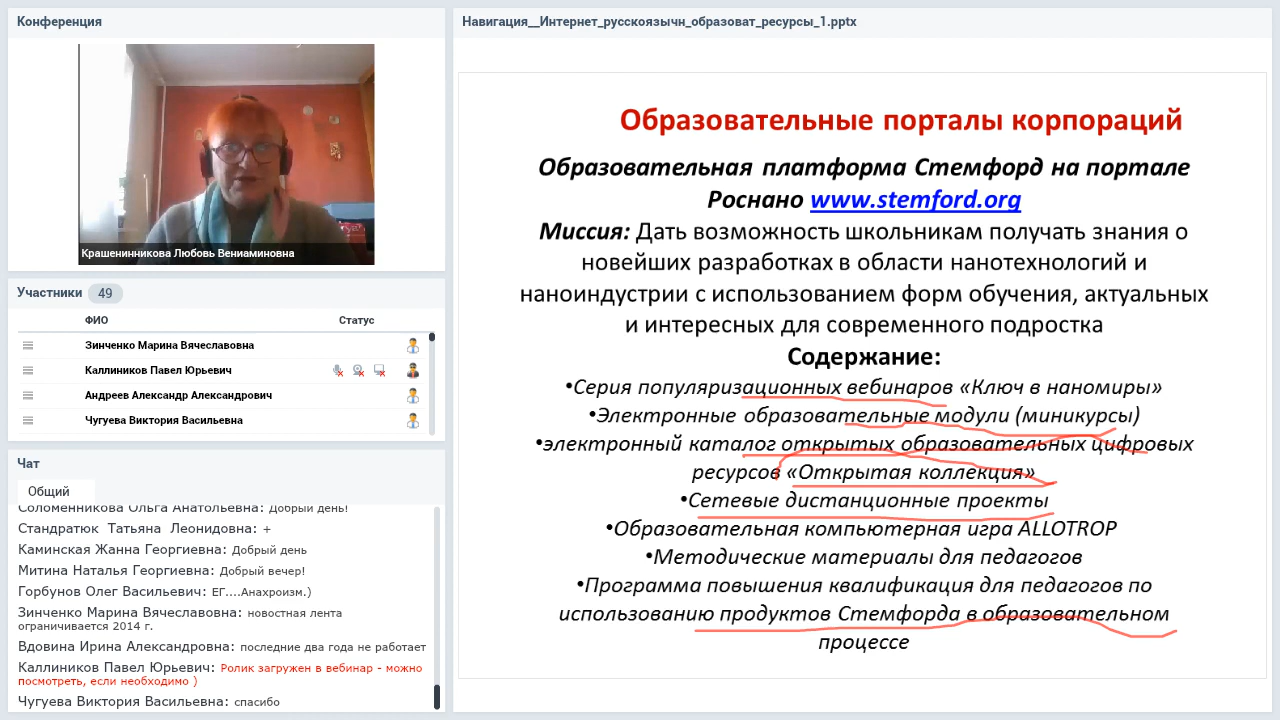 Конференция
Крашенинникова Любовь Вениаминовна
Участники 49
ФИО Статус
Зинченко Марина Вячеславовна
Каллиников Павел Юрьевич
Андреев Александр Александрович
Чугуева Виктория Васильевна
Чат
Общий
Соломенникова Ольга Анатольевна: Добрый день!
Стандратюк Татьяна Леонидовна: +
Каминская Жанна Георгиевна: Добрый день
Митина Наталья Георгиевна: Добрый вечер!
Горбунов Олег Васильевич: ЕГ....Анахроизм.)
Зинченко Марина Вячеславовна: новостная лента
ограничивается 2014 г.
Вдовина Ирина Александровна: последние два года не работает
Каллиников Павел Юрьевич: Ролик загружен в вебинар - можно
посмотреть, если необходимо )
Чугуева Виктория Васильевна: спасибо
Навигация__Интернет_русскоязычн_образоват_ресурсы_1.pptx
Образовательные порталы корпораций
Образовательная платформа Стемфорд на портале
Роснано www.stemford.org
Миссия: Дать возможность школьникам получать знания о
новейших разработках в области нанотехнологий и
наноиндустрии с использованием форм обучения, актуальных
и интересных для современного подростка
Содержание:
•Серия популяризационных вебинаров «Ключ в наномиры»
•Электронные образовательные модули (миникурсы)
•электронный каталог открытых образовательных цифровых
ресурсов «Открытая коллекция»
•Сетевые дистанционные проекты
•Образовательная компьютерная игра ALLOTROP
•Методические материалы для педагогов
•Программа повышения квалификация для педагогов по
использованию продуктов Стемфорда в образовательном
процессе